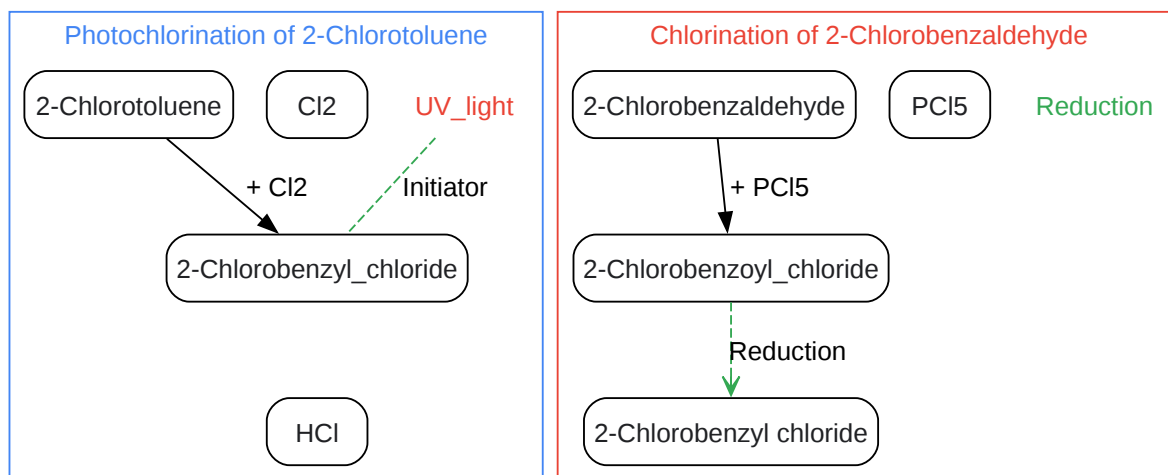 Photochlorination of 2-Chlorotoluene
2-Chlorotoluene
Cl2
UV_light
+ Cl2
Initiator
2-Chlorobenzyl_chloride
HCl
Chlorination of 2-Chlorobenzaldehyde
2-Chlorobenzaldehyde
PCl5
Reduction
+ PCl5
2-Chlorobenzoyl_chloride
Reduction
2-Chlorobenzyl chloride